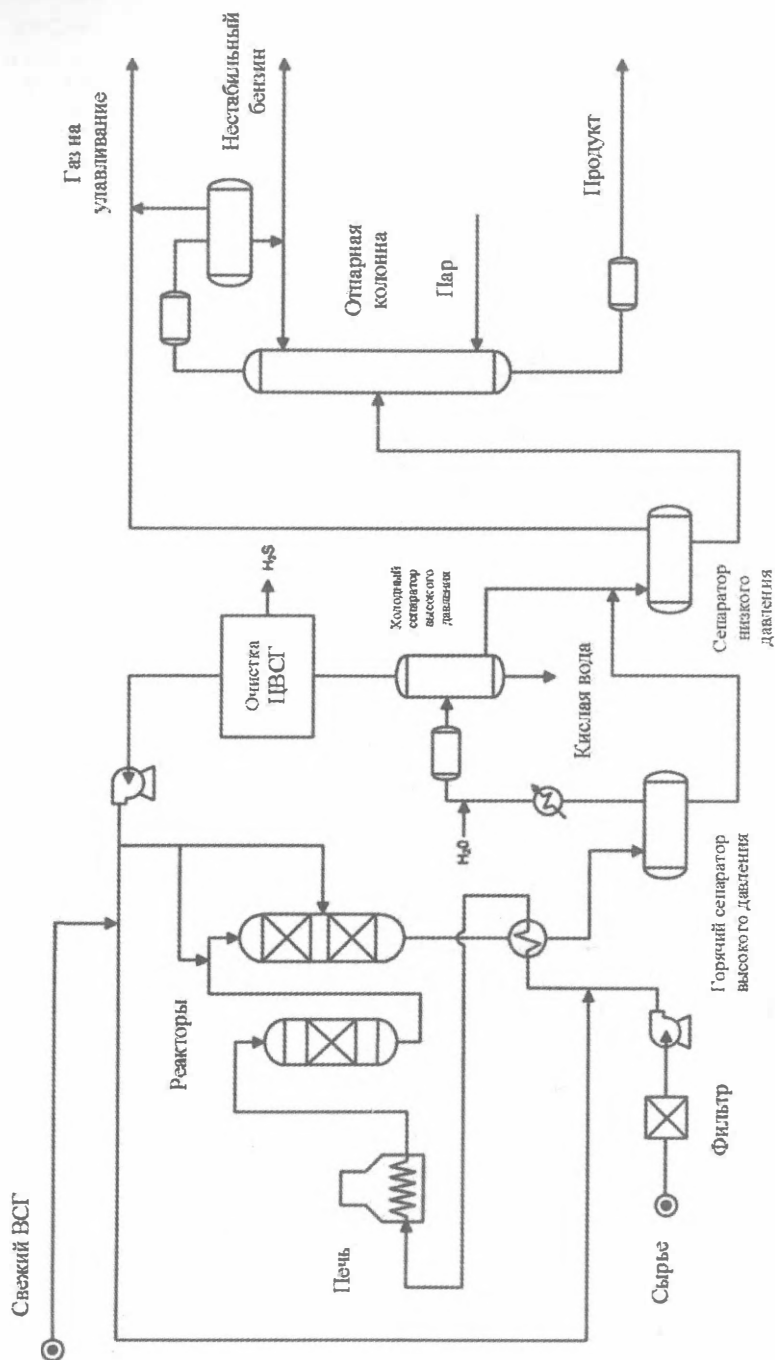 Свежий ВСГ
Сырье
Фильтр
Печь
Реакторы
Горячий сепаратор
высокого давления
H₂O
Кислая вода
Холодный
сепаратор
высокого
давления
Очистка
ЦВСГ
H₂S
Сепаратор
низкого
давления
Отпарная
колонна
Пар
Газ на
улавливание
Нестабильный
бензин
Продукт